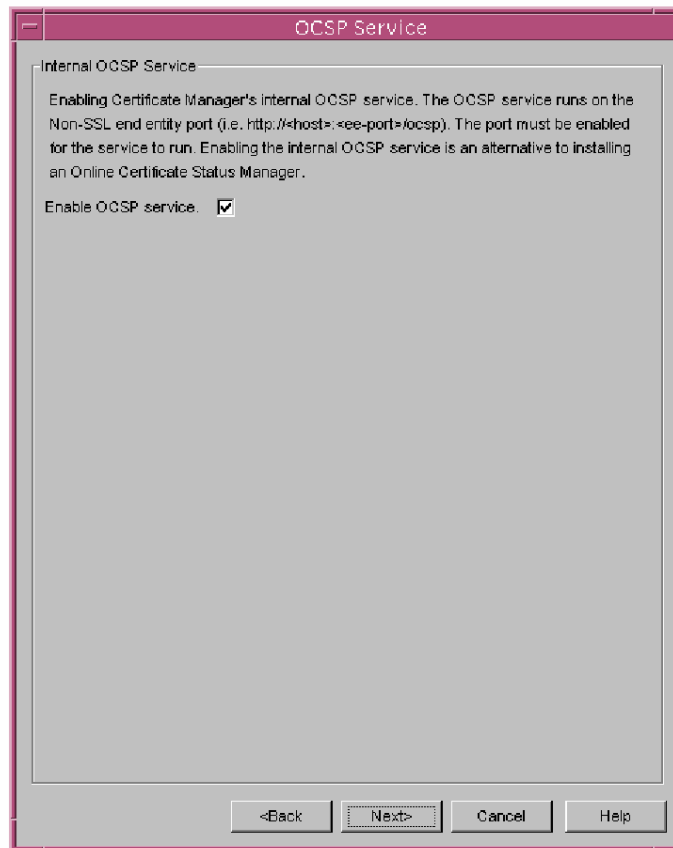 OCSP Service
Internal OCSP Service
Enabling Certificate Manager's internal OCSP service. The OCSP service runs on the
Non-SSL end entity port (i.e. http://<host>:<ee-port>/ocsp). The port must be enabled
for the service to run. Enabling the internal OCSP service is an alternative to installing
an Online Certificate Status Manager.
Enable OCSP service.
<Back Next> Cancel Help